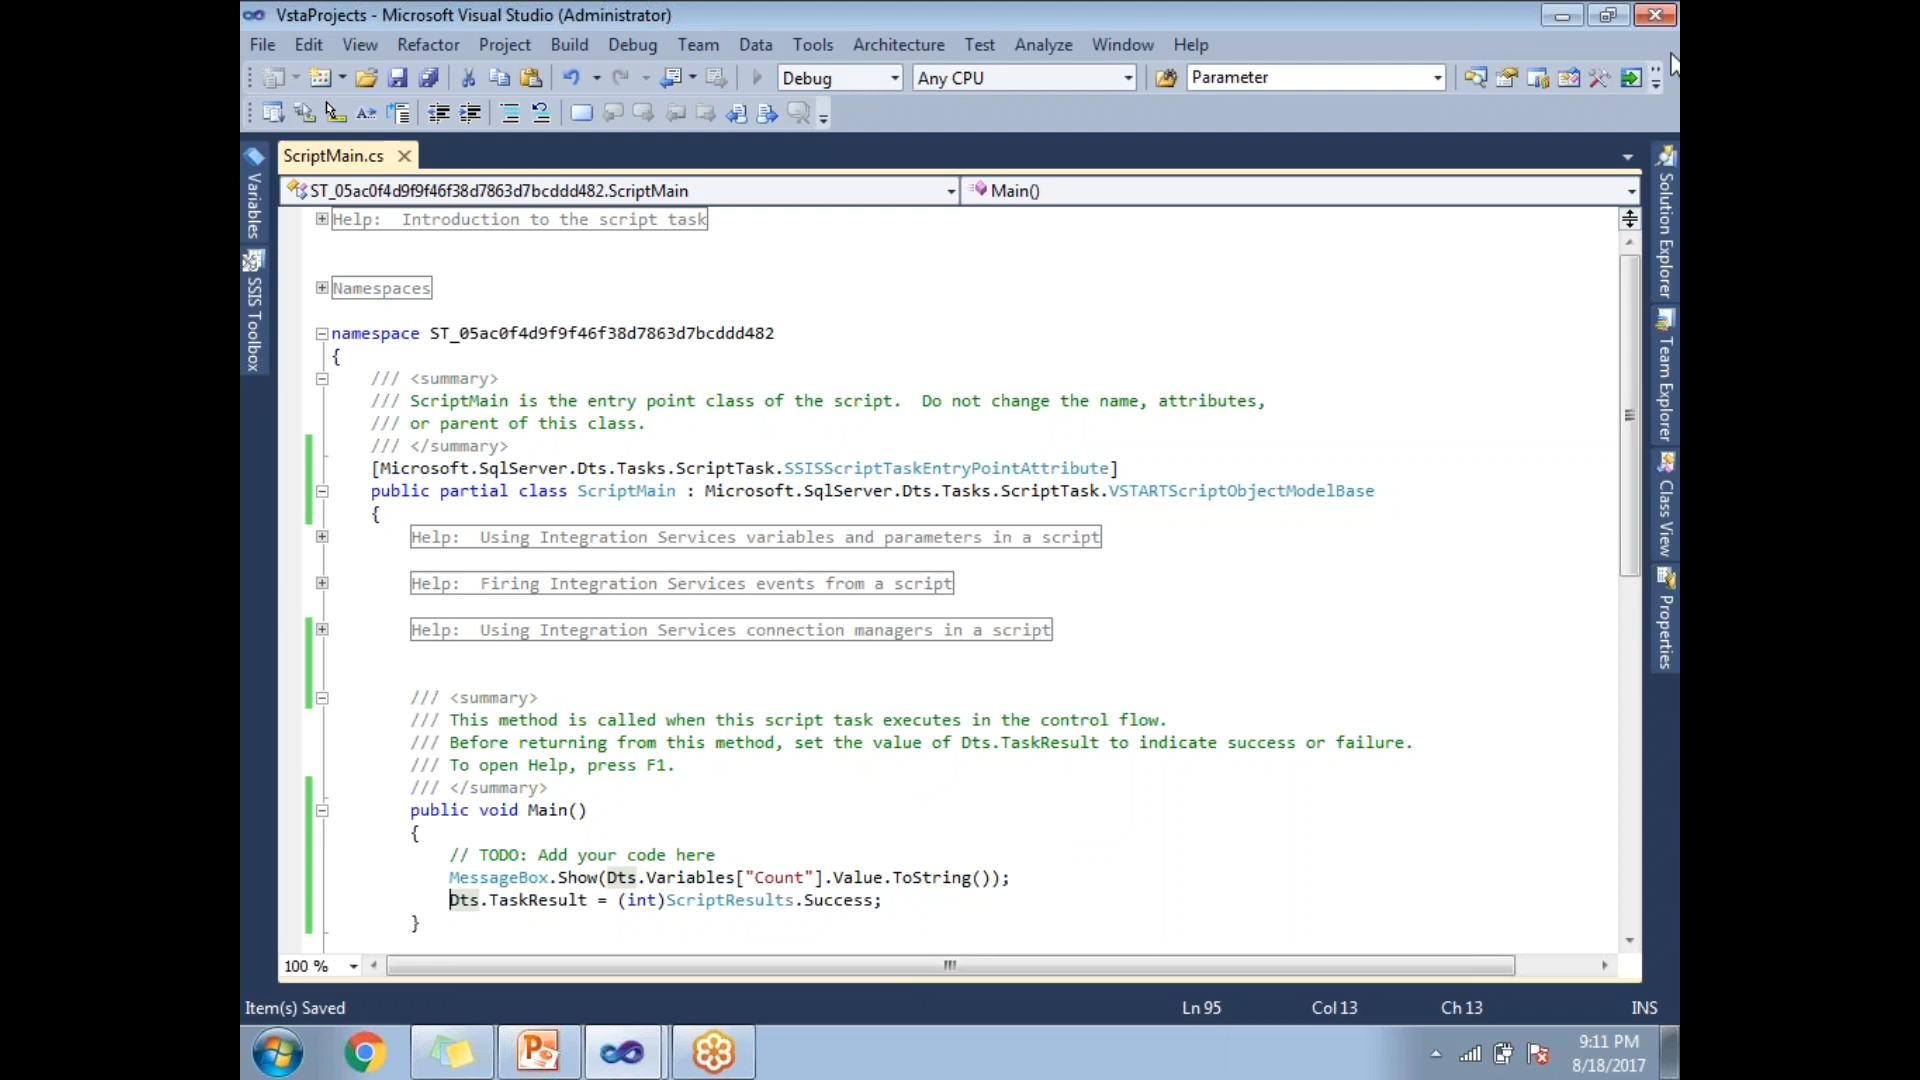 VstaProjects - Microsoft Visual Studio (Administrator)
File Edit View Refactor Project Build Debug Team Data Tools Architecture Test Analyze Window Help
Debug Any CPU Parameter
ScriptMain.cs
ST_05ac0f4d9f9f46f38d7863d7bcddd482.ScriptMain Main()
Variables
SSIS Toolbox
Help:  Introduction to the script task
Namespaces
namespace ST_05ac0f4d9f9f46f38d7863d7bcddd482
{
/// <summary>
/// ScriptMain is the entry point class of the script.  Do not change the name, attributes,
/// or parent of this class.
/// </summary>
[Microsoft.SqlServer.Dts.Tasks.ScriptTask.SSISScriptTaskEntryPointAttribute]
public partial class ScriptMain : Microsoft.SqlServer.Dts.Tasks.ScriptTask.VSTARTScriptObjectModelBase
{
Help:  Using Integration Services variables and parameters in a script
Help:  Firing Integration Services events from a script
Help:  Using Integration Services connection managers in a script
/// <summary>
/// This method is called when this script task executes in the control flow.
/// Before returning from this method, set the value of Dts.TaskResult to indicate success or failure.
/// To open Help, press F1.
/// </summary>
public void Main()
{
// TODO: Add your code here
MessageBox.Show(Dts.Variables["Count"].Value.ToString());
Dts.TaskResult = (int)ScriptResults.Success;
}
Solution Explorer
Team Explorer
Class View
Properties
100 %
Item(s) Saved Ln 95 Col 13 Ch 13 INS
9:11 PM
8/18/2017